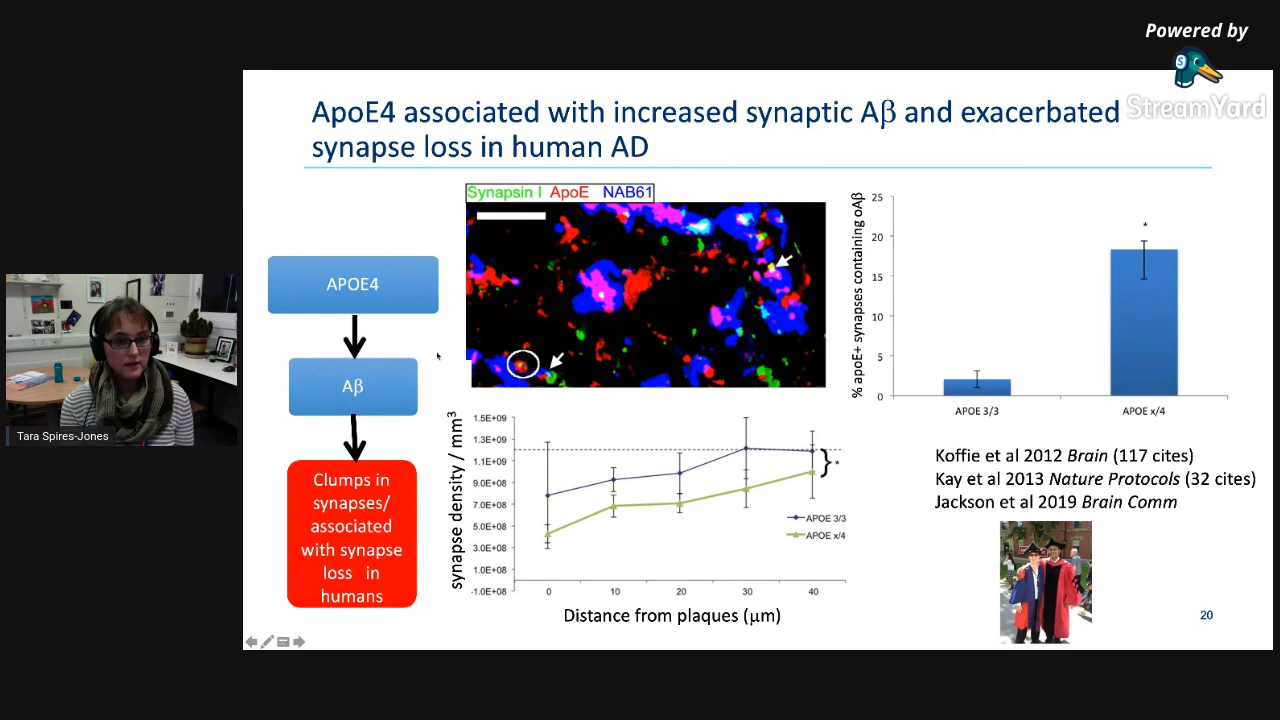 Powered by
S
StreamYard
ApoE4 associated with increased synaptic Aβ and exacerbated
synapse loss in human AD
Synapsin I ApoE NAB61
APOE4
Aβ
Clumps in
synapses/
associated
with synapse
loss in
humans
% apoE+ synapses containing oAβ
25
20
15
10
5
0
*
APOE 3/3
APOE x/4
synapse density / mm³
1.5E+09
1.3E+09
1.1E+09
9.0E+08
7.0E+08
5.0E+08
3.0E+08
1.0E+08
-1.0E+08
0
10
20
30
40
} *
APOE 3/3
APOE x/4
Distance from plaques (μm)
Koffie et al 2012 Brain (117 cites)
Kay et al 2013 Nature Protocols (32 cites)
Jackson et al 2019 Brain Comm
20
Tara Spires-Jones